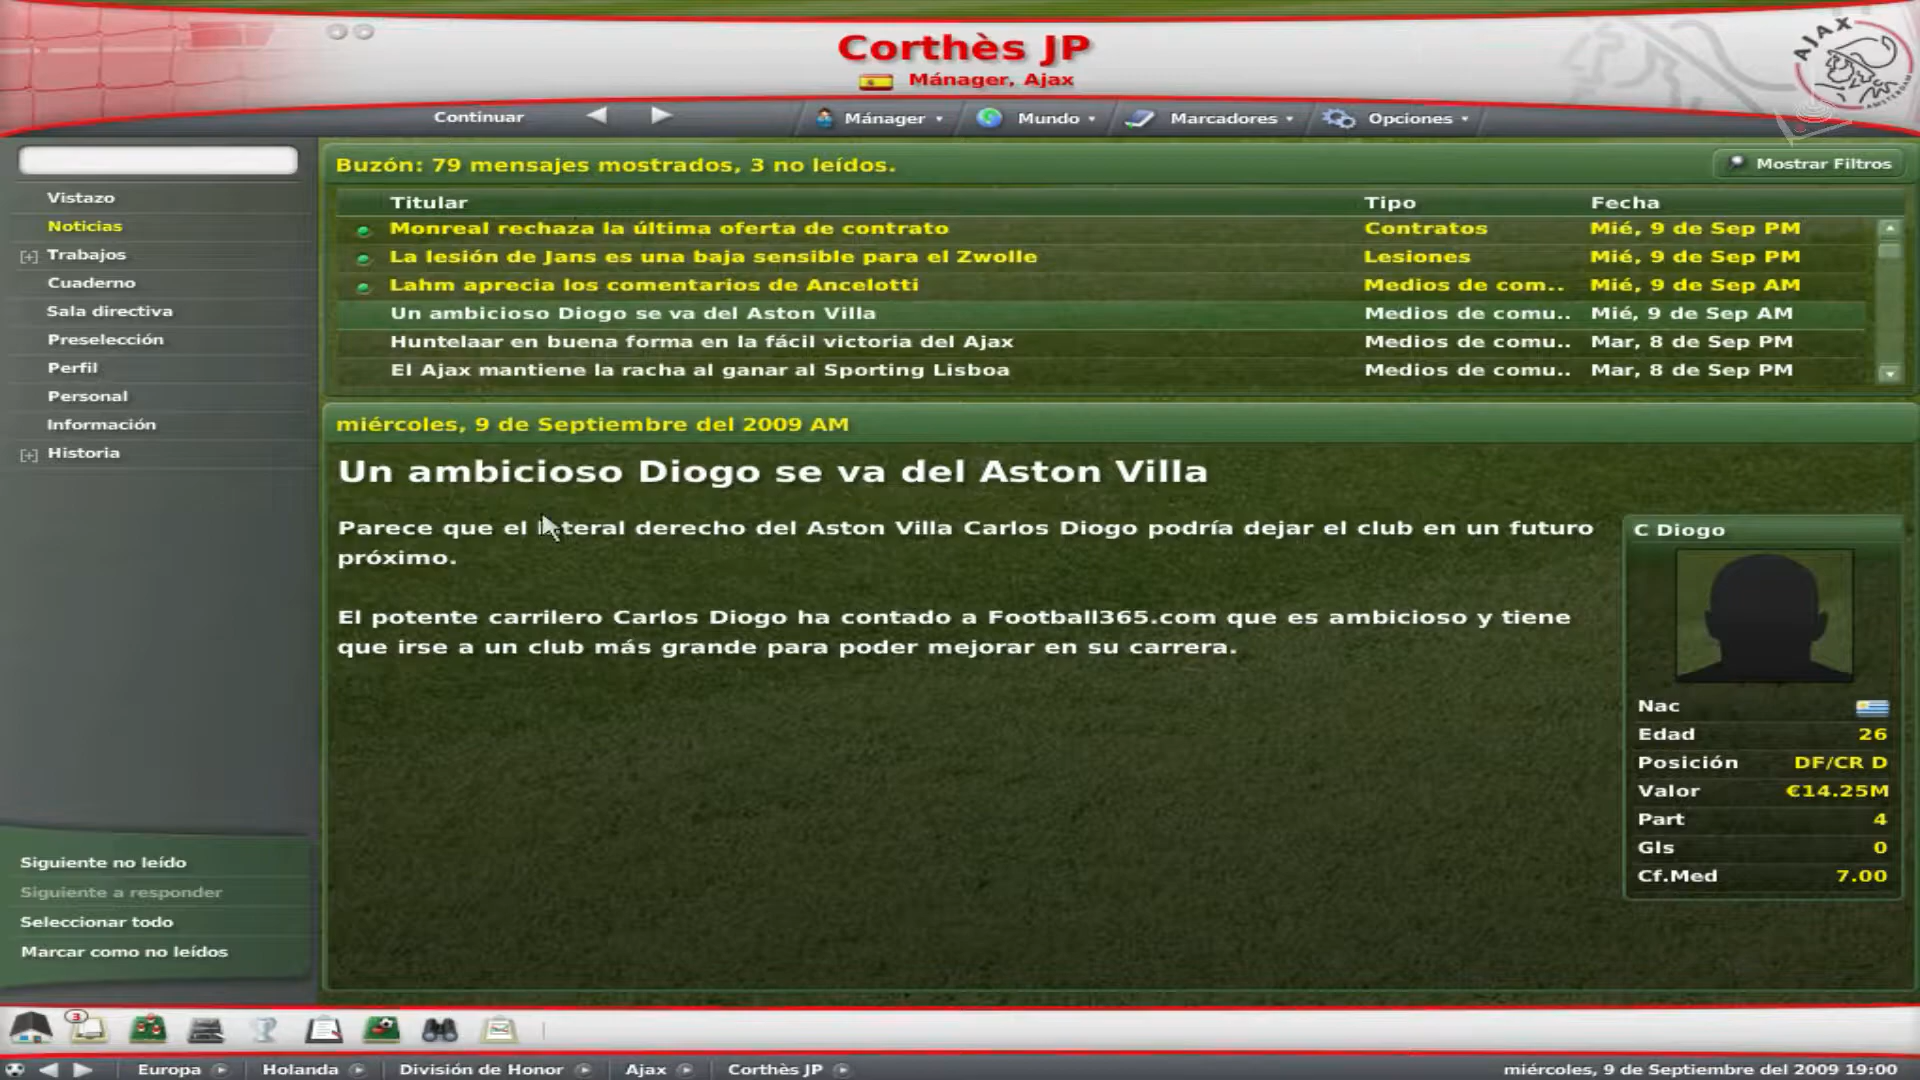 Corthès JP
Mánager, Ajax
AJAX
AMSTERDAM
Continuar
Mánager
Mundo
Marcadores
Opciones
Vistazo
Noticias
[+] Trabajos
Cuaderno
Sala directiva
Preselección
Perfil
Personal
Información
[+] Historia
Buzón: 79 mensajes mostrados, 3 no leídos.
Mostrar Filtros
Titular Tipo Fecha
Monreal rechaza la última oferta de contrato Contratos Mié, 9 de Sep PM
La lesión de Jans es una baja sensible para el Zwolle Lesiones Mié, 9 de Sep PM
Lahm aprecia los comentarios de Ancelotti Medios de com.. Mié, 9 de Sep AM
Un ambicioso Diogo se va del Aston Villa Medios de comu.. Mié, 9 de Sep AM
Huntelaar en buena forma en la fácil victoria del Ajax Medios de comu.. Mar, 8 de Sep PM
El Ajax mantiene la racha al ganar al Sporting Lisboa Medios de comu.. Mar, 8 de Sep PM
miércoles, 9 de Septiembre del 2009 AM
Un ambicioso Diogo se va del Aston Villa
Parece que el lateral derecho del Aston Villa Carlos Diogo podría dejar el club en un futuro
próximo.
El potente carrilero Carlos Diogo ha contado a Football365.com que es ambicioso y tiene
que irse a un club más grande para poder mejorar en su carrera.
C Diogo
Nac
Edad 26
Posición DF/CR D
Valor €14.25M
Part 4
Gls 0
Cf.Med 7.00
Siguiente no leído
Siguiente a responder
Seleccionar todo
Marcar como no leídos
3
Europa
Holanda
División de Honor
Ajax
Corthès JP
miércoles, 9 de Septiembre del 2009 19:00